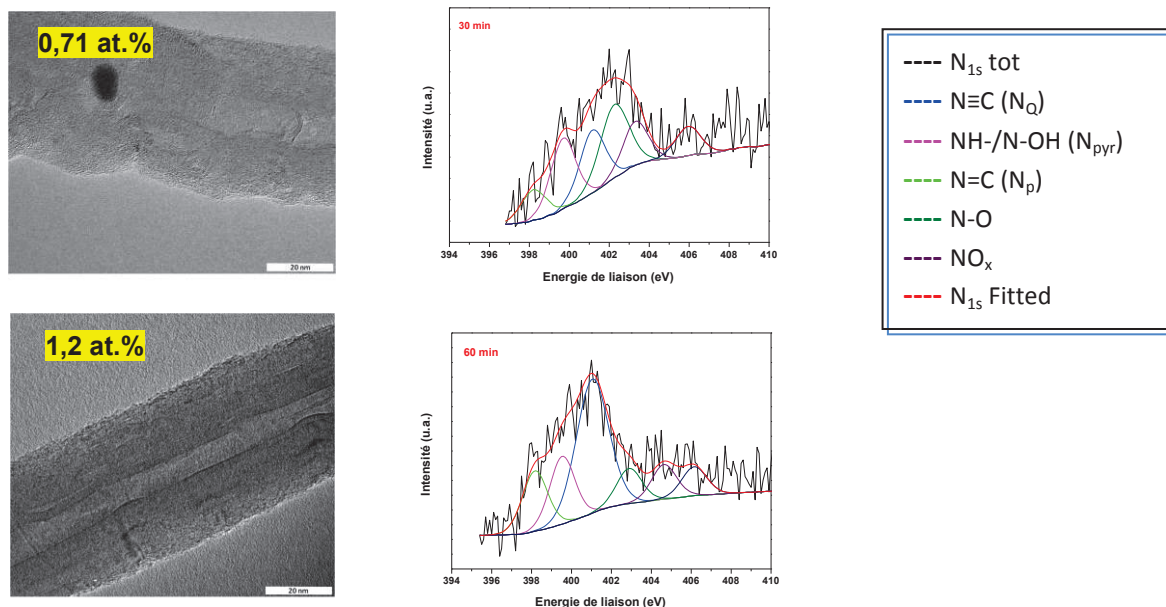 0,71 at.%
20 nm
30 min
Intensité (u.a.)
394 396 398 400 402 404 406 408 410
Energie de liaison (eV)
N1s tot
N≡C (NQ)
NH-/N-OH (Npyr)
N=C (Np)
N-O
NOx
N1s Fitted
1,2 at.%
20 nm
60 min
Intensité (u.a.)
394 396 398 400 402 404 406 408 410
Energie de liaison (eV)